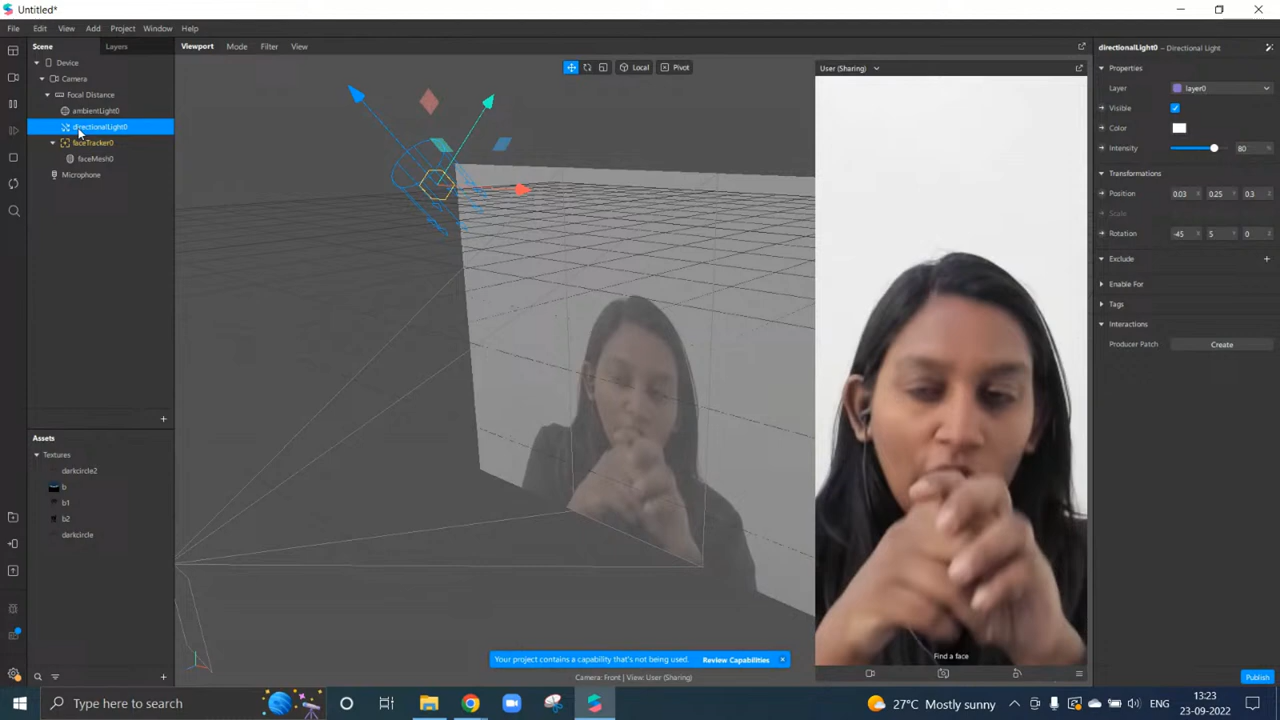 Untitled*
File Edit View Add Project Window Help
Scene Layers
Viewport Mode Filter View
Local Pivot
User (Sharing)
directionalLight0 – Directional Light
Device
Camera
Focal Distance
ambientLight0
directionalLight0
faceTracker0
faceMesh0
Microphone
Properties
Layer layer0
Visible
Color
Intensity 80
Transformations
Position 0.03 0.25 0.3
Scale
Rotation -45 5 0
Exclude
Enable For
Tags
Interactions
Producer Patch Create
Assets
Textures
darkcircle2
b
b1
b2
darkcircle
Find a face
Your project contains a capability that's not being used. Review Capabilities
Camera: Front | View: User (Sharing)
Publish
Type here to search
27°C Mostly sunny
ENG
13:23
23-09-2022